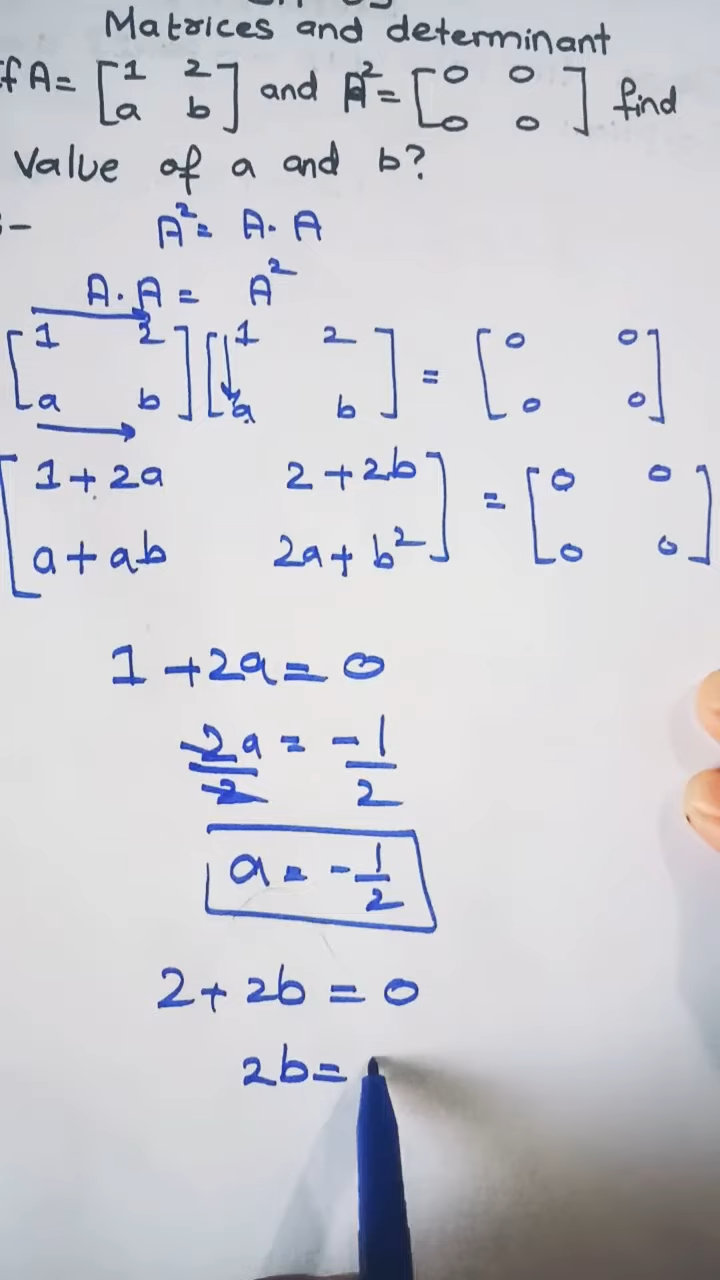 Matrices and determinant
If A= [1 2 a b] and A²= [0 0 0 0] find
Value of a and b?
:- A²= A. A
A.A = A²
[1 2 a b] [1 2 a b] = [0 0 0 0]
[1+2a 2+2b a+ab 2a+b²] = [0 0 0 0]
1+2a=0
2a/2 = -1/2
a = -1/2
2+2b=0
2b=